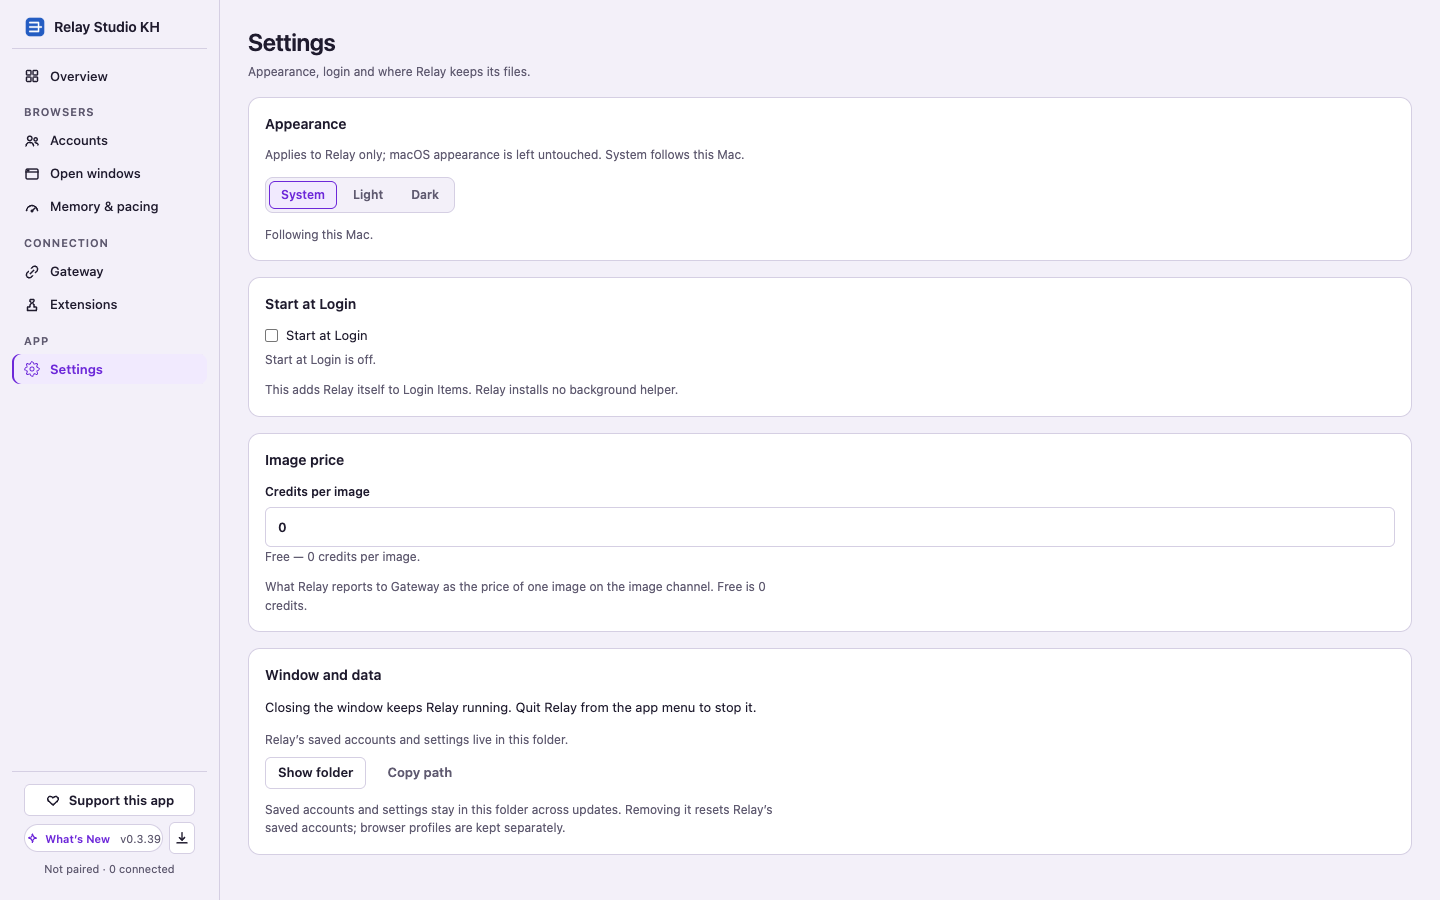 Relay Studio KH
Overview
BROWSERS
Accounts
Open windows
Memory & pacing
CONNECTION
Gateway
Extensions
APP
Settings
Support this app
What's New v0.3.39
Not paired · 0 connected
Settings
Appearance, login and where Relay keeps its files.
Appearance
Applies to Relay only; macOS appearance is left untouched. System follows this Mac.
System Light Dark
Following this Mac.
Start at Login
Start at Login
Start at Login is off.
This adds Relay itself to Login Items. Relay installs no background helper.
Image price
Credits per image
0
Free — 0 credits per image.
What Relay reports to Gateway as the price of one image on the image channel. Free is 0
credits.
Window and data
Closing the window keeps Relay running. Quit Relay from the app menu to stop it.
Relay's saved accounts and settings live in this folder.
Show folder Copy path
Saved accounts and settings stay in this folder across updates. Removing it resets Relay's
saved accounts; browser profiles are kept separately.